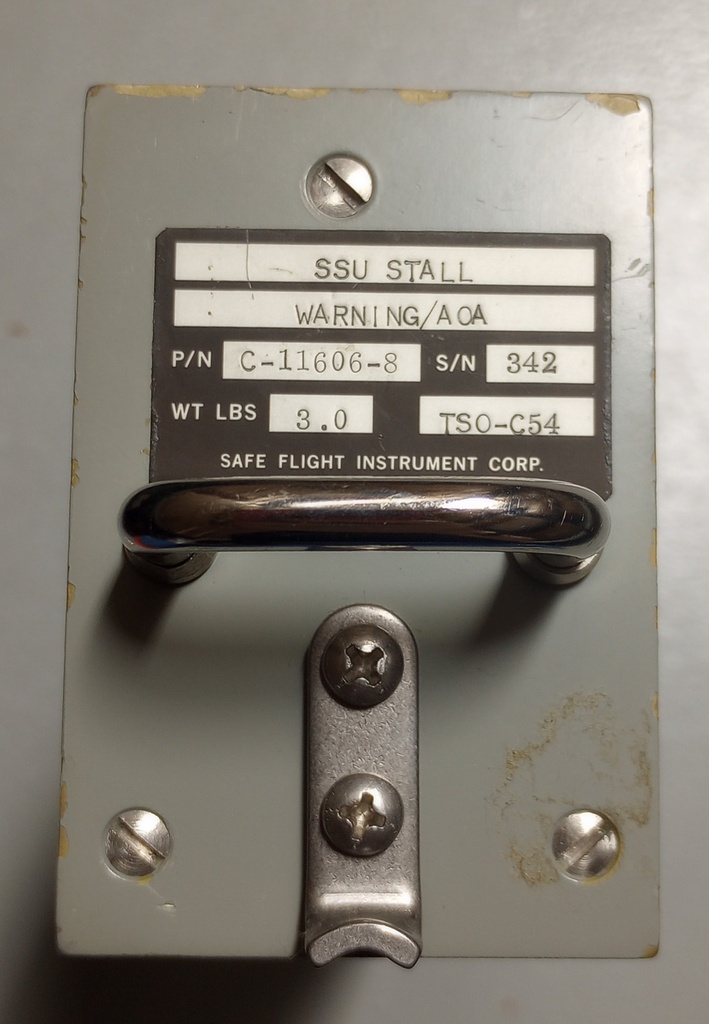 SSU STALL
WARNING/AOA
P/N C-11606-8 S/N 342
WT LBS 3.0 TSO-C54
SAFE FLIGHT INSTRUMENT CORP.